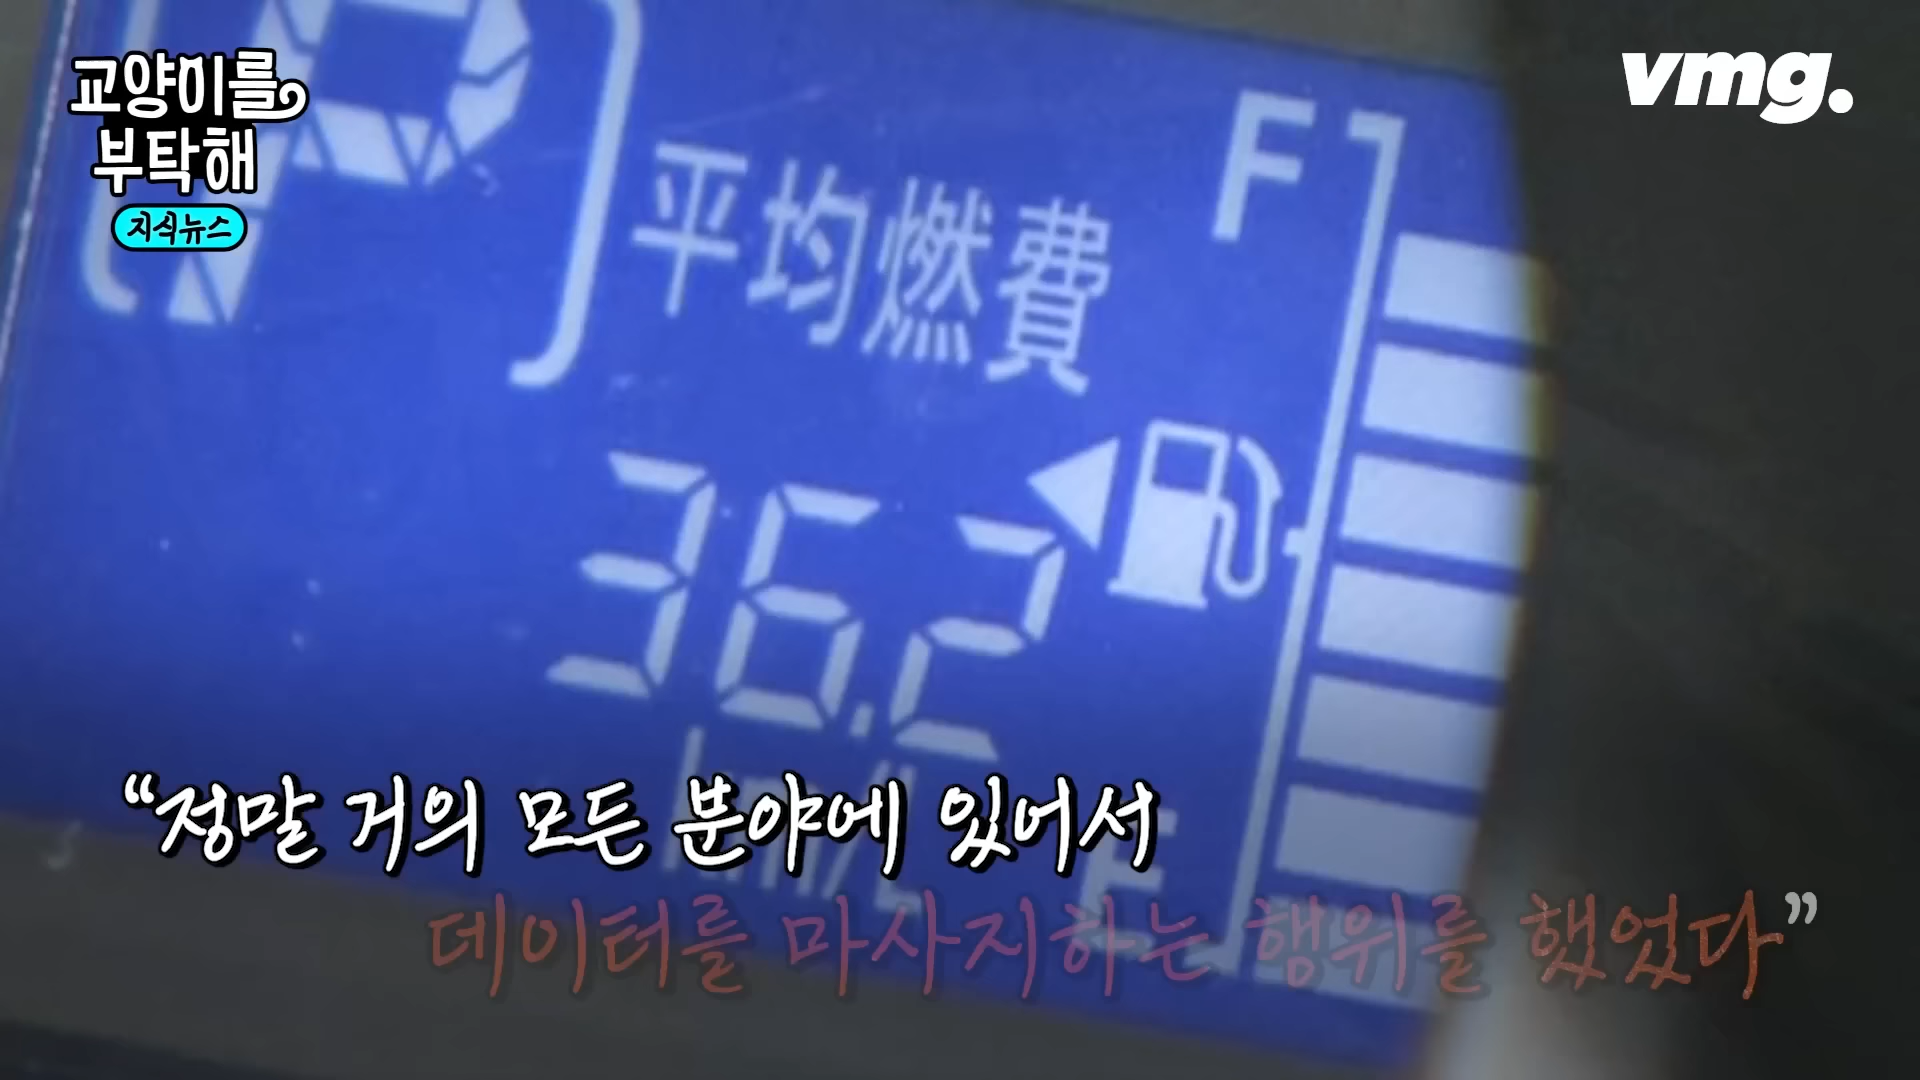 교양이를
부탁해
지식뉴스
vmg.
P
平均燃費
F
36.2
km/L
E
“정말 거의 모든 분야에 있어서
데이터를 마사지하는 행위를 했었다”